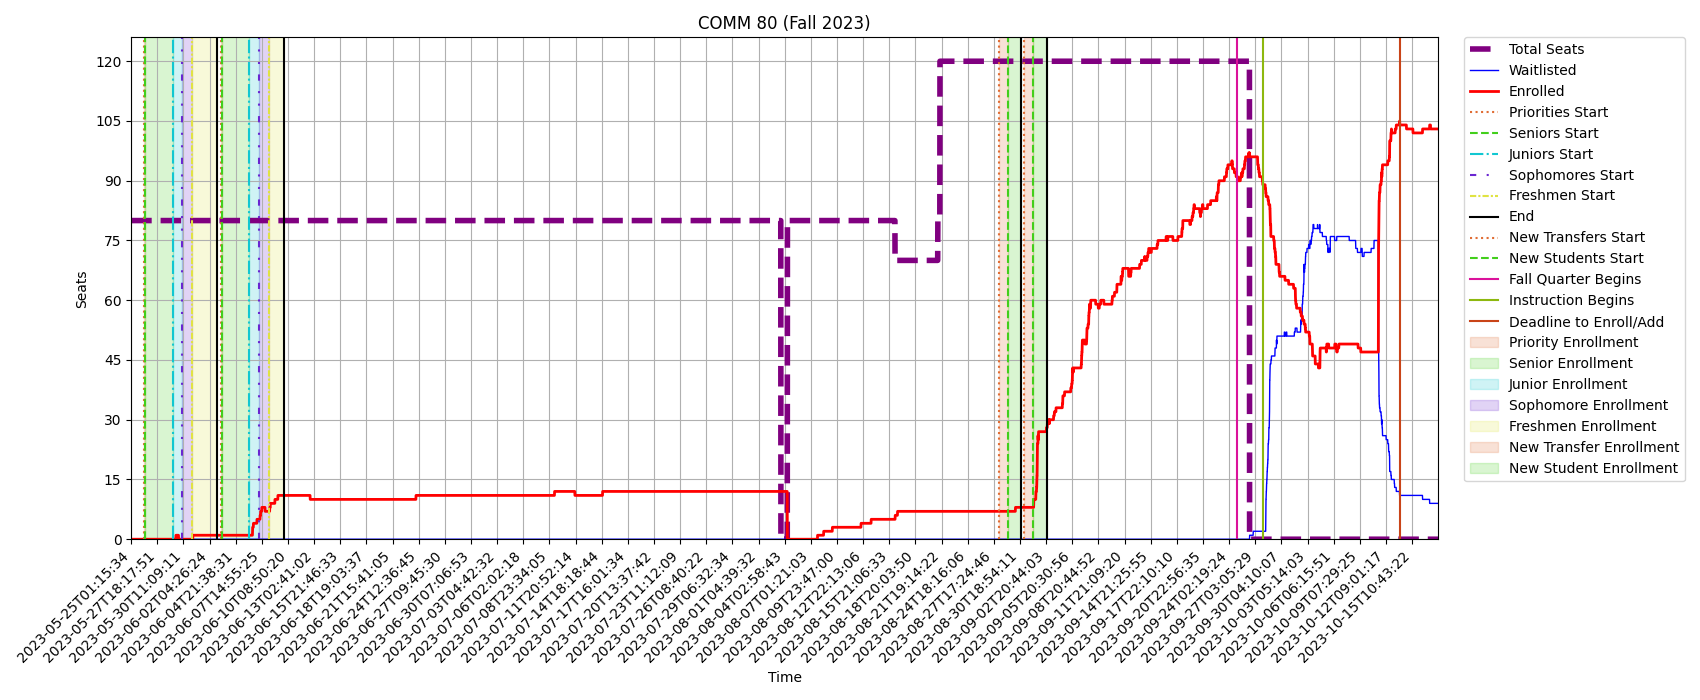 COMM 80 (Fall 2023)
Seats
120
105
90
75
60
45
30
15
0
2023-05-25T01:15:34
2023-05-27T18:17:51
2023-05-30T11:09:11
2023-06-02T04:26:24
2023-06-04T21:38:31
2023-06-07T14:55:25
2023-06-10T08:50:20
2023-06-13T02:41:02
2023-06-15T21:46:33
2023-06-18T19:03:37
2023-06-21T15:41:05
2023-06-24T12:36:45
2023-06-27T09:45:30
2023-06-30T07:06:53
2023-07-03T04:42:32
2023-07-06T02:02:18
2023-07-08T23:34:05
2023-07-11T20:52:14
2023-07-14T18:18:44
2023-07-17T16:01:34
2023-07-20T13:37:42
2023-07-23T11:12:09
2023-07-26T08:40:22
2023-07-29T06:32:34
2023-08-01T04:39:32
2023-08-04T02:58:43
2023-08-07T01:21:03
2023-08-09T23:47:00
2023-08-12T22:13:06
2023-08-15T21:06:33
2023-08-18T20:03:50
2023-08-21T19:14:22
2023-08-24T18:16:06
2023-08-27T17:24:46
2023-08-30T18:54:11
2023-09-02T20:44:03
2023-09-05T20:30:56
2023-09-08T20:44:52
2023-09-11T21:09:20
2023-09-14T21:25:55
2023-09-17T22:10:10
2023-09-20T22:56:35
2023-09-24T02:19:24
2023-09-27T03:05:29
2023-09-30T04:10:07
2023-10-03T05:14:03
2023-10-06T06:15:51
2023-10-09T07:29:25
2023-10-12T09:01:17
2023-10-15T10:43:22
Time
Total Seats
Waitlisted
Enrolled
Priorities Start
Seniors Start
Juniors Start
Sophomores Start
Freshmen Start
End
New Transfers Start
New Students Start
Fall Quarter Begins
Instruction Begins
Deadline to Enroll/Add
Priority Enrollment
Senior Enrollment
Junior Enrollment
Sophomore Enrollment
Freshmen Enrollment
New Transfer Enrollment
New Student Enrollment